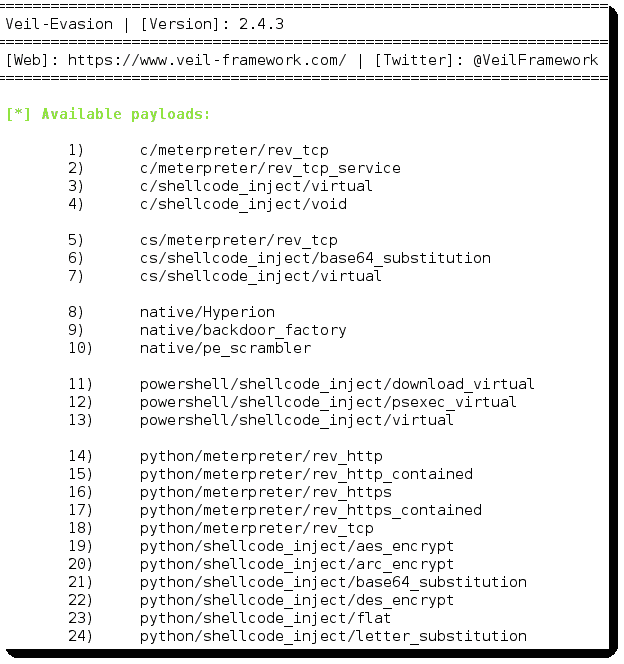 =========================================================================
Veil-Evasion | [Version]: 2.4.3
=========================================================================
[Web]: https://www.veil-framework.com/ | [Twitter]: @VeilFramework
=========================================================================
[*] Available payloads:
1) c/meterpreter/rev_tcp
2) c/meterpreter/rev_tcp_service
3) c/shellcode_inject/virtual
4) c/shellcode_inject/void
5) cs/meterpreter/rev_tcp
6) cs/shellcode_inject/base64_substitution
7) cs/shellcode_inject/virtual
8) native/Hyperion
9) native/backdoor_factory
10) native/pe_scrambler
11) powershell/shellcode_inject/download_virtual
12) powershell/shellcode_inject/psexec_virtual
13) powershell/shellcode_inject/virtual
14) python/meterpreter/rev_http
15) python/meterpreter/rev_http_contained
16) python/meterpreter/rev_https
17) python/meterpreter/rev_https_contained
18) python/meterpreter/rev_tcp
19) python/shellcode_inject/aes_encrypt
20) python/shellcode_inject/arc_encrypt
21) python/shellcode_inject/base64_substitution
22) python/shellcode_inject/des_encrypt
23) python/shellcode_inject/flat
24) python/shellcode_inject/letter_substitution